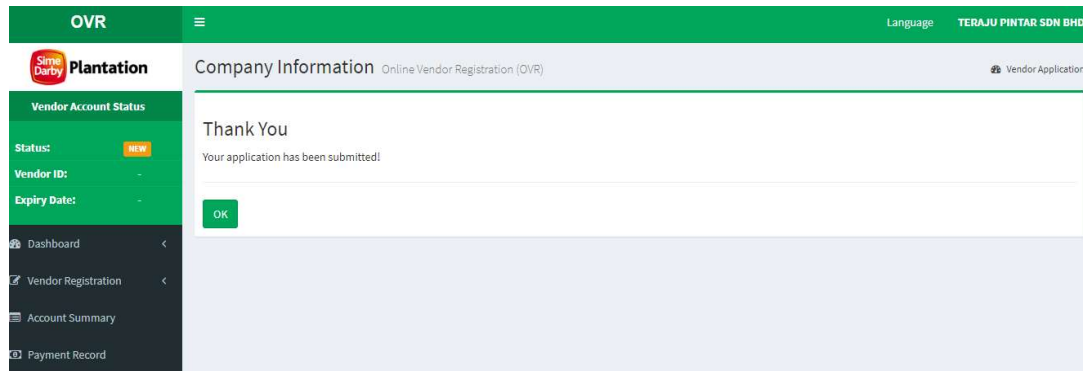 OVR
Language TERAJU PINTAR SDN BHD
Sime Darby Plantation
Company Information Online Vendor Registration (OVR)
Vendor Application
Vendor Account Status
Status: NEW
Vendor ID: -
Expiry Date: -
Thank You
Your application has been submitted!
OK
Dashboard
Vendor Registration
Account Summary
Payment Record